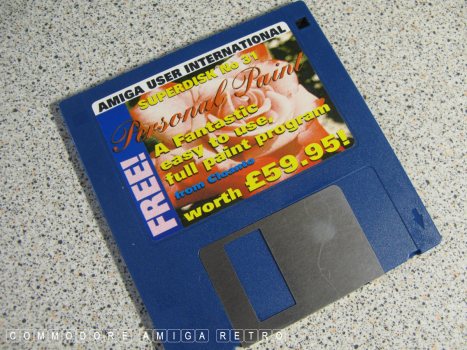 AMIGA USER INTERNATIONAL
SUPERDISK No 31
Personal Paint
FREE!
A Fantastic
easy to use,
full paint program
from Cloanto
worth £59.95!
COMMODORE AMIGA RETRO